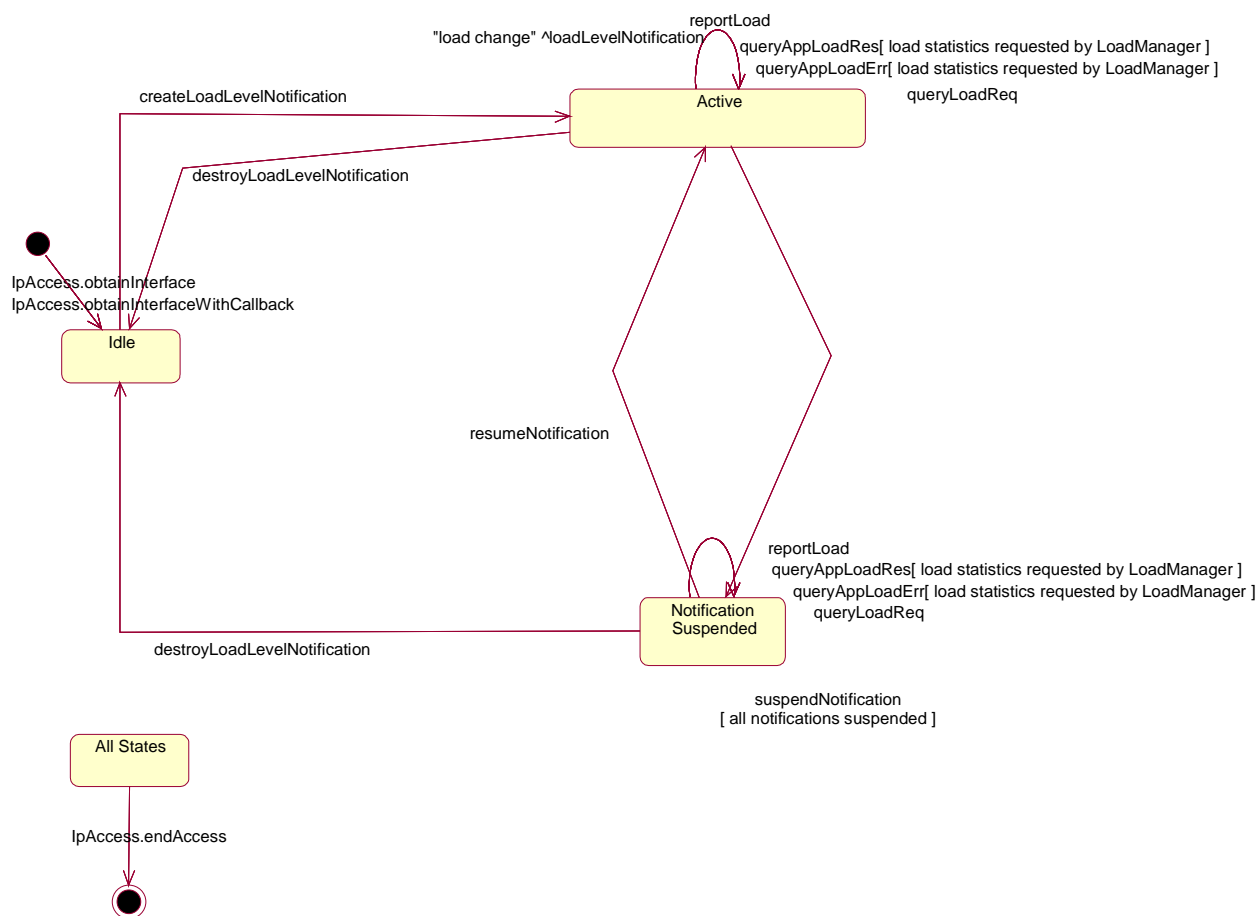 reportLoad
"load change" ^loadLevelNotification
queryAppLoadRes[ load statistics requested by LoadManager ]
queryAppLoadErr[ load statistics requested by LoadManager ]
queryLoadReq
createLoadLevelNotification
Active
destroyLoadLevelNotification
IpAccess.obtainInterface
IpAccess.obtainInterfaceWithCallback
Idle
resumeNotification
reportLoad
queryAppLoadRes[ load statistics requested by LoadManager ]
queryAppLoadErr[ load statistics requested by LoadManager ]
queryLoadReq
Notification
Suspended
destroyLoadLevelNotification
suspendNotification
[ all notifications suspended ]
All States
IpAccess.endAccess